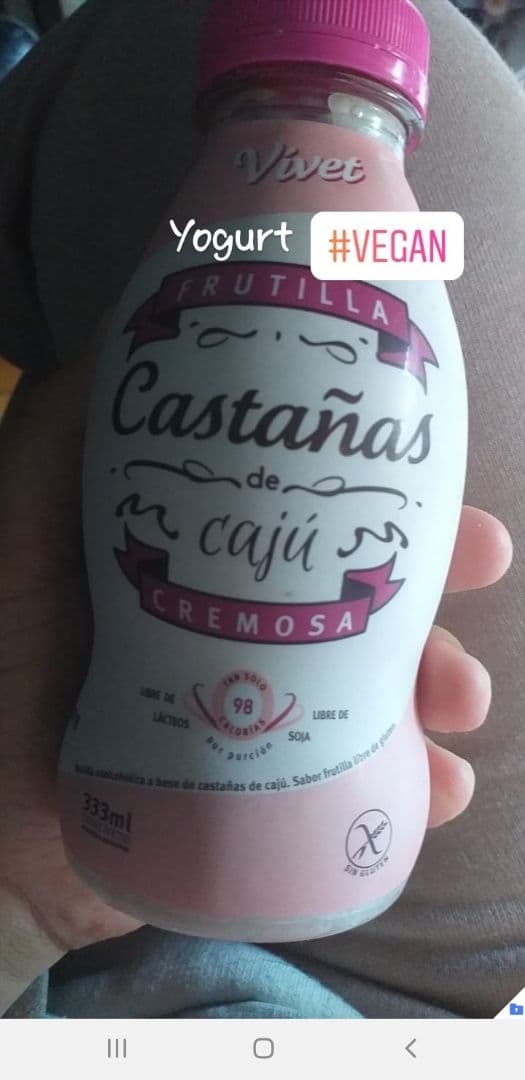 Vívet
Yogurt #VEGAN
FRUTILLA
Castañas
de
cajú
CREMOSA
TAN SOLO
98
CALORÍAS
por porción
LIBRE DE
LÁCTEOS
LIBRE DE
SOJA
a base de castañas de cajú. Sabor frutilla libre de gluten.
333ml
SIN GLUTEN